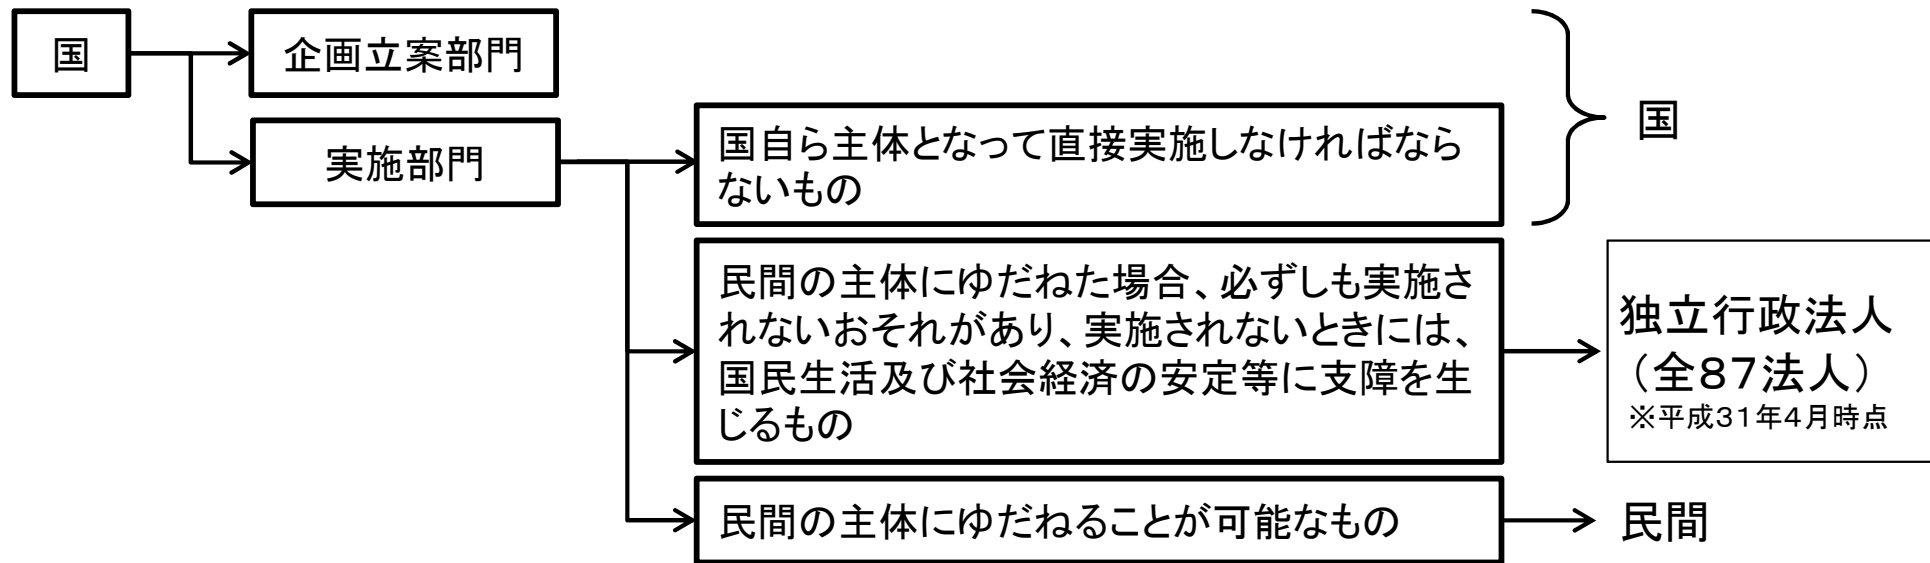 国
企画立案部門
実施部門
国自ら主体となって直接実施しなければなら
ないもの
国
民間の主体にゆだねた場合、必ずしも実施さ
れないおそれがあり、実施されないときには、
国民生活及び社会経済の安定等に支障を生
じるもの
独立行政法人
（全８７法人）
※平成３１年４月時点
民間の主体にゆだねることが可能なもの
民間